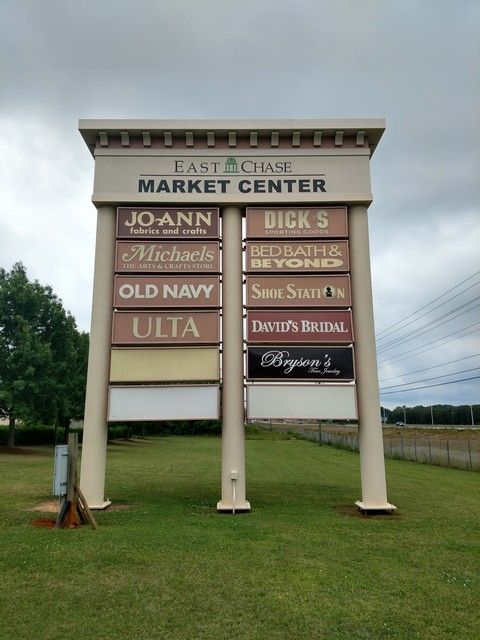 EAST CHASE
MARKET CENTER
JO-ANN
fabrics and crafts
DICK'S
SPORTING GOODS
Michaels
THE ARTS & CRAFTS STORE
BED BATH &
BEYOND
OLD NAVY
SHOE STATION
ULTA
DAVID'S BRIDAL
Bryson's
Fine Jewelry